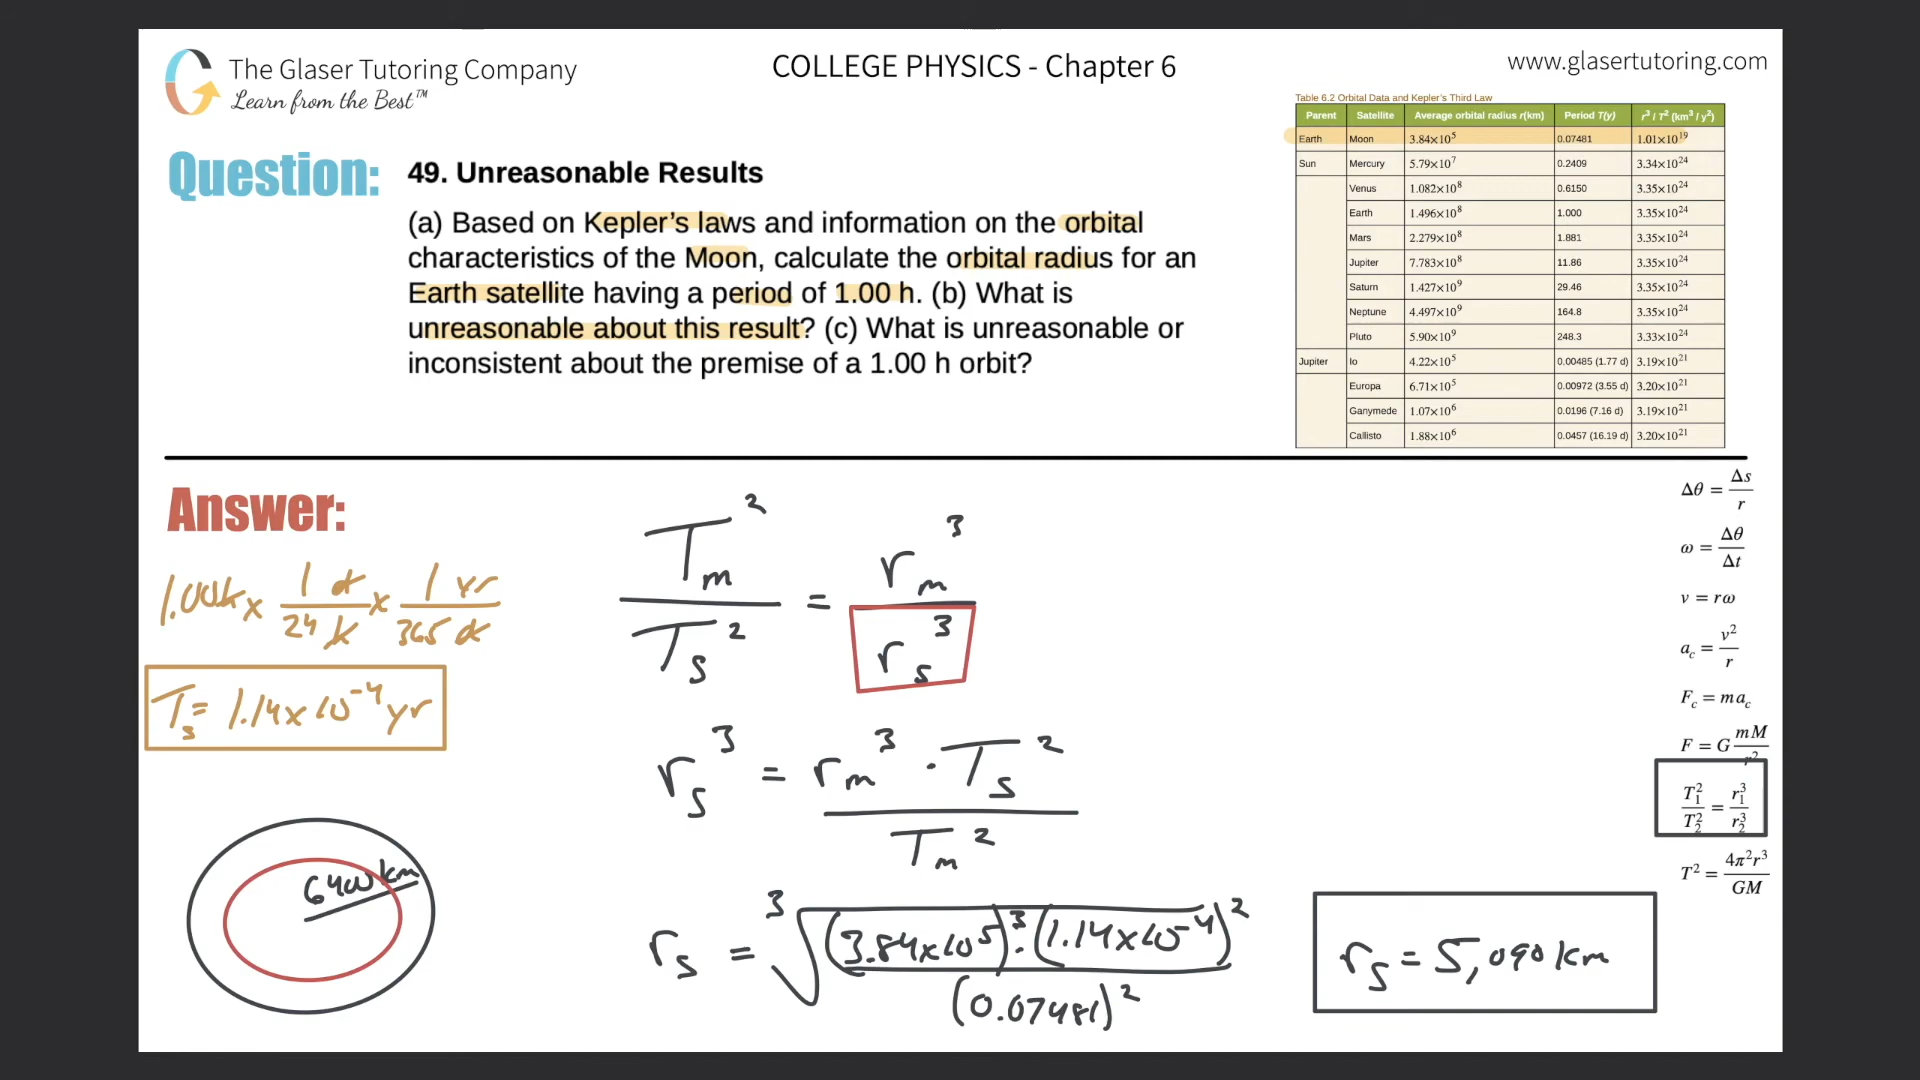 The Glaser Tutoring Company
Learn from the Best™
COLLEGE PHYSICS - Chapter 6
www.glasertutoring.com
Question:
49. Unreasonable Results
(a) Based on Kepler's laws and information on the orbital
characteristics of the Moon, calculate the orbital radius for an
Earth satellite having a period of 1.00 h. (b) What is
unreasonable about this result? (c) What is unreasonable or
inconsistent about the premise of a 1.00 h orbit?
Table 6.2 Orbital Data and Kepler's Third Law
Parent Satellite Average orbital radius r(km) Period T(y) r³ / T² (km³ / y²)
Earth Moon 3.84×10⁵ 0.07481 1.01×10¹⁹
Sun Mercury 5.79×10⁷ 0.2409 3.34×10²⁴
Venus 1.082×10⁸ 0.6150 3.35×10²⁴
Earth 1.496×10⁸ 1.000 3.35×10²⁴
Mars 2.279×10⁸ 1.881 3.35×10²⁴
Jupiter 7.783×10⁸ 11.86 3.35×10²⁴
Saturn 1.427×10⁹ 29.46 3.35×10²⁴
Neptune 4.497×10⁹ 164.8 3.35×10²⁴
Pluto 5.90×10⁹ 248.3 3.33×10²⁴
Jupiter Io 4.22×10⁵ 0.00485 (1.77 d) 3.19×10²¹
Europa 6.71×10⁵ 0.00972 (3.55 d) 3.20×10²¹
Ganymede 1.07×10⁶ 0.0196 (7.16 d) 3.19×10²¹
Callisto 1.88×10⁶ 0.0457 (16.19 d) 3.20×10²¹
Answer:
1.00h × 1 d / 24 h × 1 yr / 365 d
Tₛ = 1.14×10⁻⁴ yr
6400 km
Tₘ² / Tₛ² = rₘ³ / rₛ³
rₛ³ = rₘ³ · Tₛ² / Tₘ²
rₛ = ³√((3.84×10⁵)³ · (1.14×10⁻⁴)² / (0.07481)²)
rₛ = 5,090 km
Δθ = Δs / r
ω = Δθ / Δt
v = rω
a꜀ = v² / r
F꜀ = ma꜀
F = G mM / r²
T₁² / T₂² = r₁³ / r₂³
T² = 4π²r³ / GM